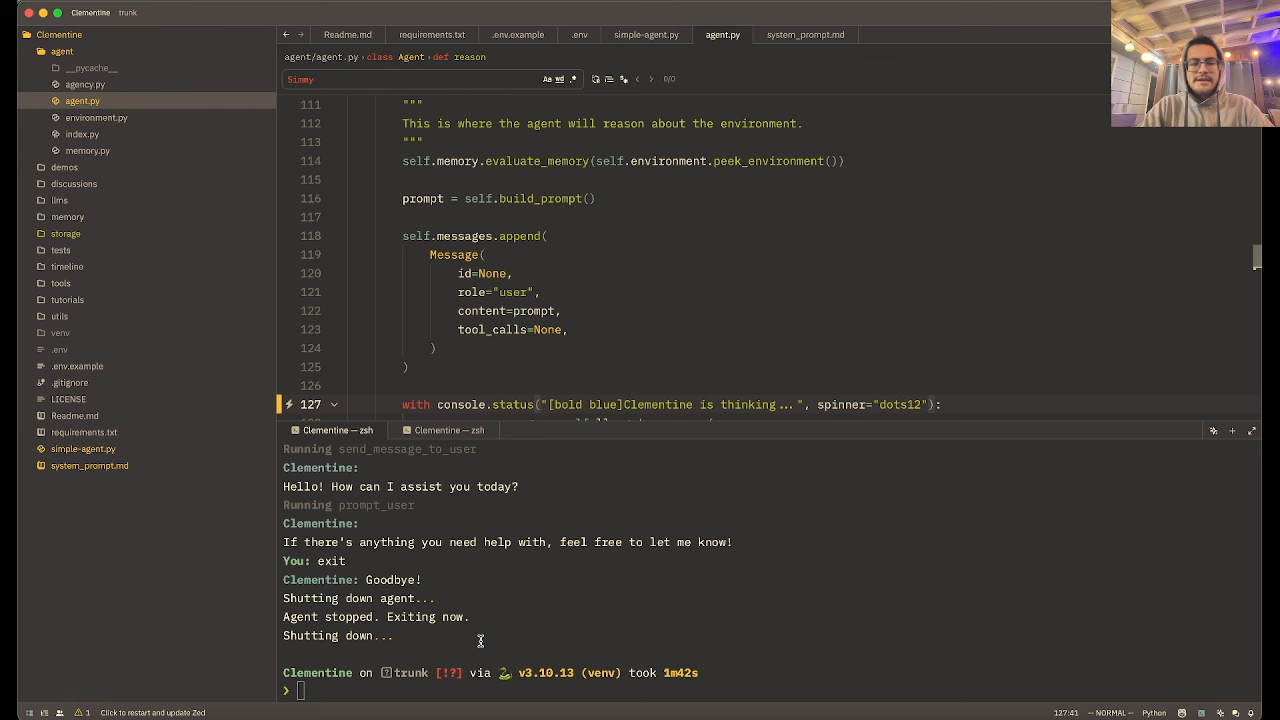 Clementine trunk
Clementine
agent
__pycache__
agency.py
agent.py
environment.py
index.py
memory.py
demos
discussions
llms
memory
storage
tests
timeline
tools
tutorials
utils
venv
.env
.env.example
.gitignore
LICENSE
Readme.md
requirements.txt
simple-agent.py
system_prompt.md
Readme.md requirements.txt .env.example .env simple-agent.py agent.py system_prompt.md
agent/agent.py › class Agent › def reason
Simmy Aa wd .* 0/0
111 """
112 This is where the agent will reason about the environment.
113 """
114 self.memory.evaluate_memory(self.environment.peek_environment())
115
116 prompt = self.build_prompt()
117
118 self.messages.append(
119 Message(
120 id=None,
121 role="user",
122 content=prompt,
123 tool_calls=None,
124 )
125 )
126
127 with console.status("[bold blue]Clementine is thinking...", spinner="dots12"):
Clementine — zsh Clementine — zsh
Running send_message_to_user
Clementine:
Hello! How can I assist you today?
Running prompt_user
Clementine:
If there's anything you need help with, feel free to let me know!
You: exit
Clementine: Goodbye!
Shutting down agent...
Agent stopped. Exiting now.
Shutting down...
Clementine on trunk [!?] via v3.10.13 (venv) took 1m42s
❯
1 Click to restart and update Zed 127:41 -- NORMAL -- Python